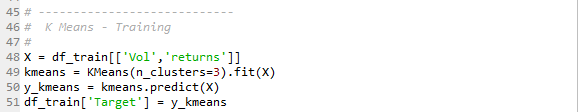 45 # -----------------------------
46 #  K Means - Training
47 #
48 X = df_train[['Vol','returns']]
49 kmeans = KMeans(n_clusters=3).fit(X)
50 y_kmeans = kmeans.predict(X)
51 df_train['Target'] = y_kmeans